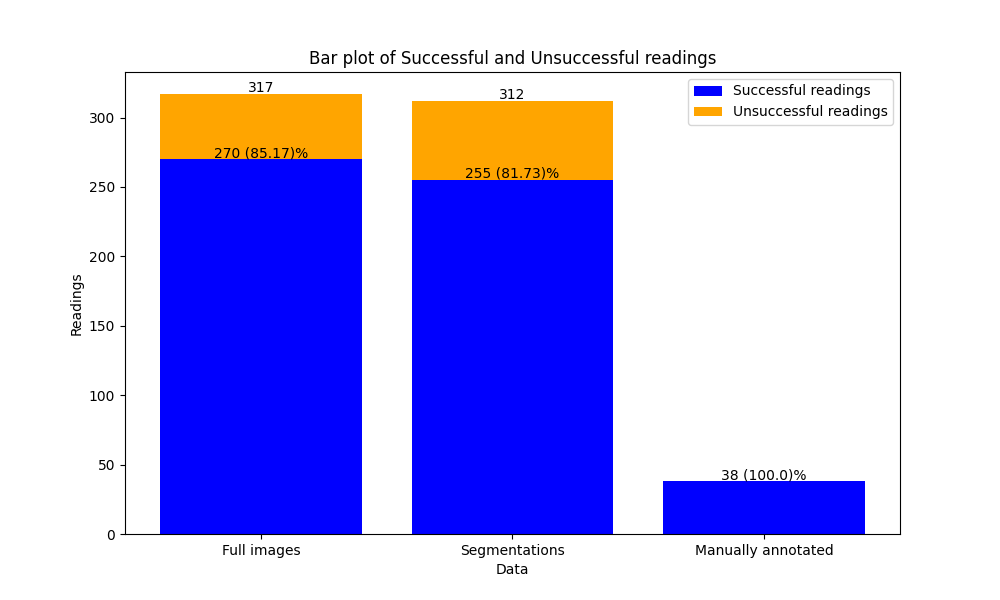 Bar plot of Successful and Unsuccessful readings
Successful readings
Unsuccessful readings
317
312
270 (85.17)%
255 (81.73)%
38 (100.0)%
300
250
200
150
100
50
0
Readings
Full images
Segmentations
Manually annotated
Data